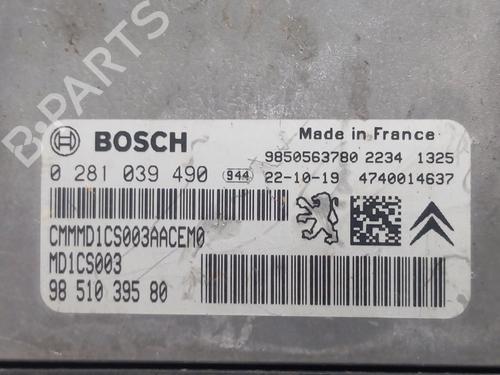 B-PARTS
BOSCH
Made in France
0 281 039 490 944
9850563780 2234 1325
22-10-19 4740014637
CMMMD1CS003AACEM0
MD1CS003
98 510 395 80